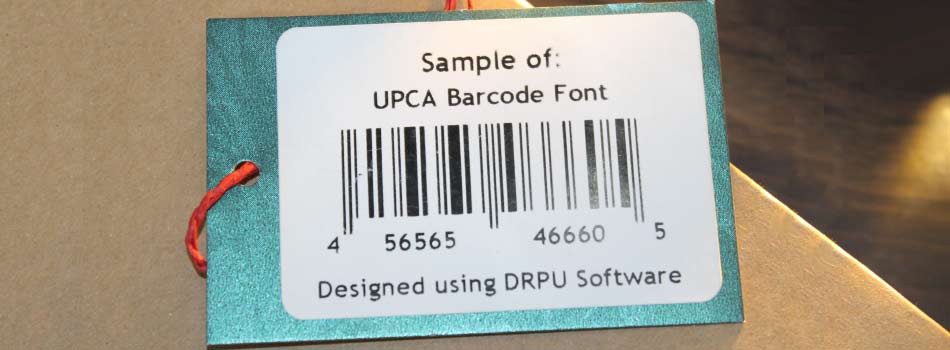 Sample of:
UPCA Barcode Font
4 56565 46660 5
Designed using DRPU Software